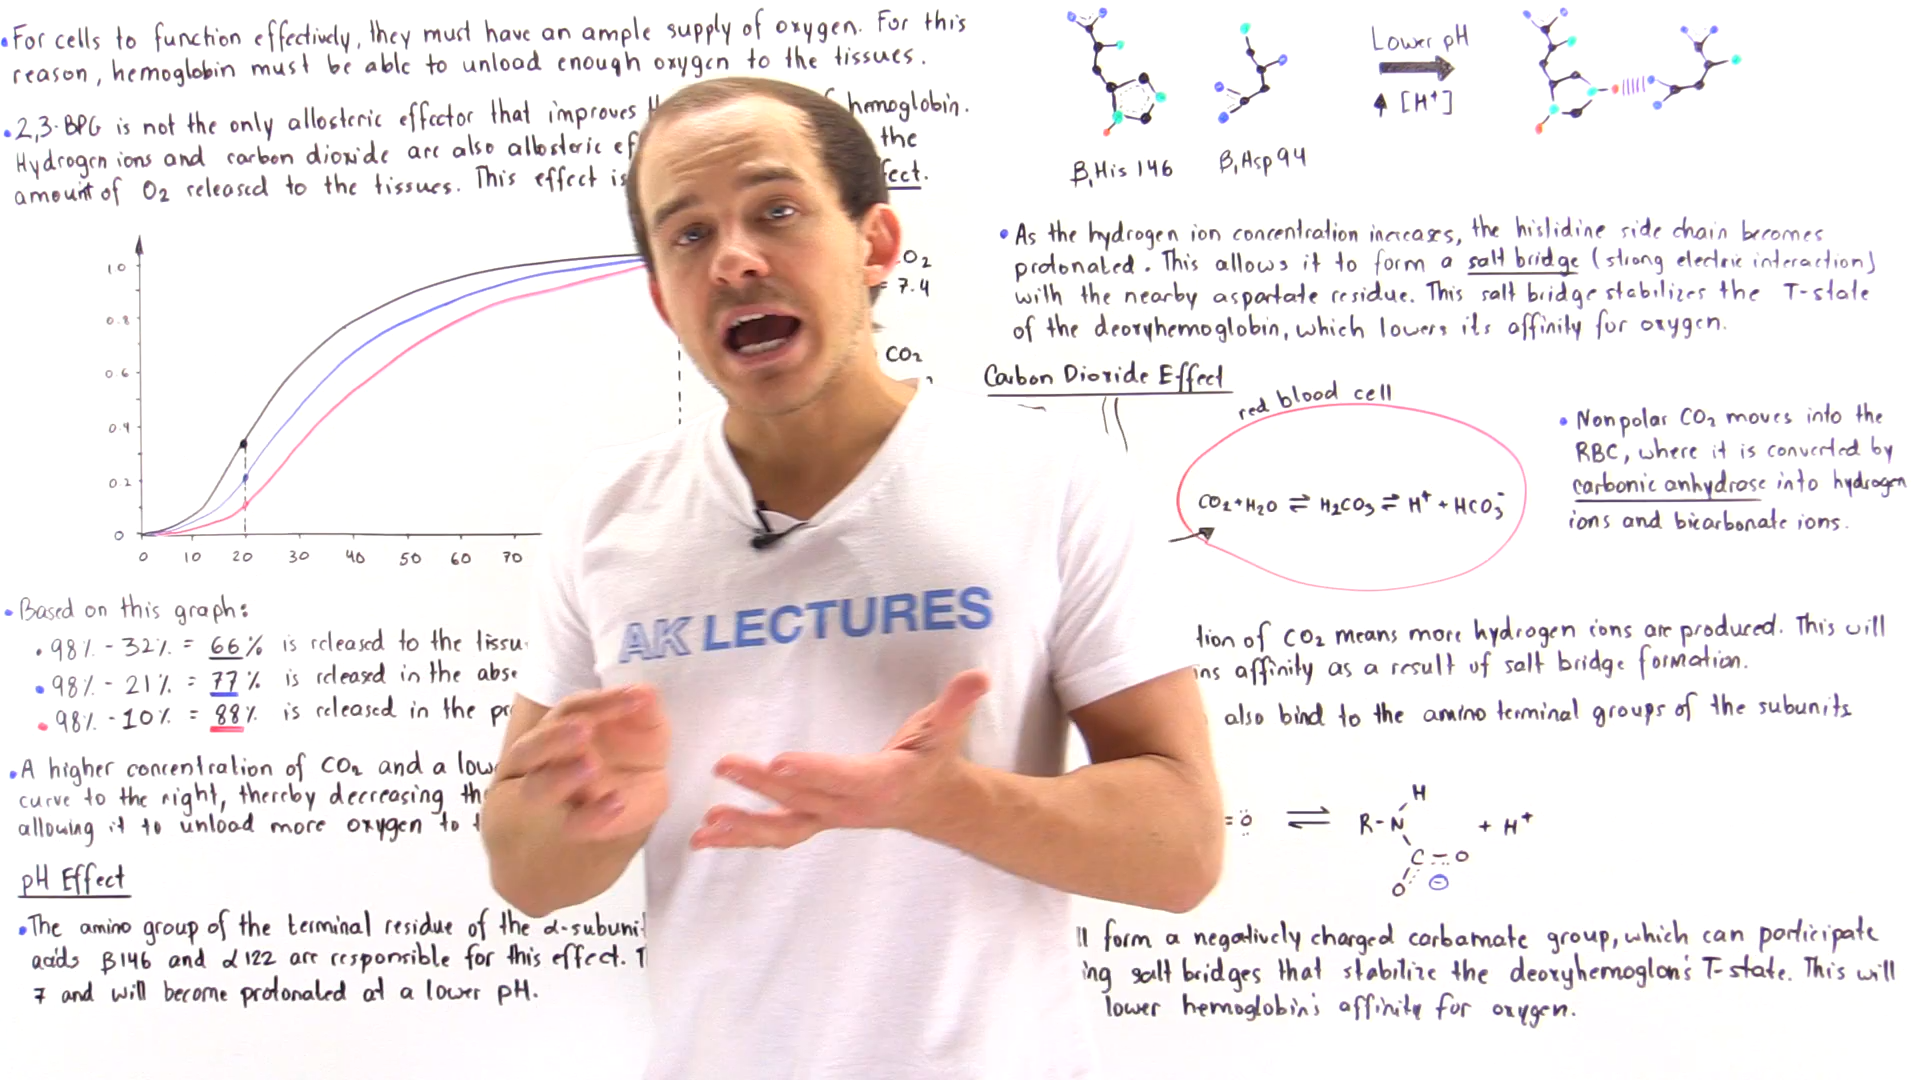 •For cells to function effectively, they must have an ample supply of oxygen. For this
reason, hemoglobin must be able to unload enough oxygen to the tissues.
•2,3-BPG is not the only allosteric effector that improves hemoglobin.
Hydrogen ions and carbon dioxide are also allosteric the
amount of O2 released to the tissues. This effect is
1.0
0.8
0.6
0.4
0.2
0
0 10 20 30 40 50 60 70
O2
= 7.4
CO2
•Based on this graph:
•98% - 32% = 66% is released to the
•98% - 21% = 77% is released in the
•98% - 10% = 88% is released in the
•A higher concentration of CO2 and a
curve to the right, thereby decreasing
allowing it to unload more oxygen to
pH Effect
•The amino group of the terminal residue of the α-subuni
acids β146 and α122 are responsible for this effect.
7 and will become protonated at a lower pH.
AK LECTURES
β1His 146
β1Asp 94
Lower pH
↑ [H+]
•As the hydrogen ion concentration increases, the histidine side chain becomes
protonated. This allows it to form a salt bridge (strong electric interaction)
with the nearby aspartate residue. This salt bridge stabilizes the T-state
of the deoxyhemoglobin, which lowers its affinity for oxygen.
Carbon Dioxide Effect
red blood cell
CO2+H2O ⇌ H2CO3 ⇌ H+ + HCO3-
•Nonpolar CO2 moves into the
RBC, where it is converted by
carbonic anhydrase into hydrogen
ions and bicarbonate ions.
tion of CO2 means more hydrogen ions are produced. This will
ins affinity as a result of salt bridge formation.
also bind to the amino terminal groups of the subunits
=O ⇌ R-N + H+
H
C
O
O
⊖
form a negatively charged carbamate group, which can participate
ing salt bridges that stabilize the deoxyhemoglon's T-state. This will
lower hemoglobin's affinity for oxygen.